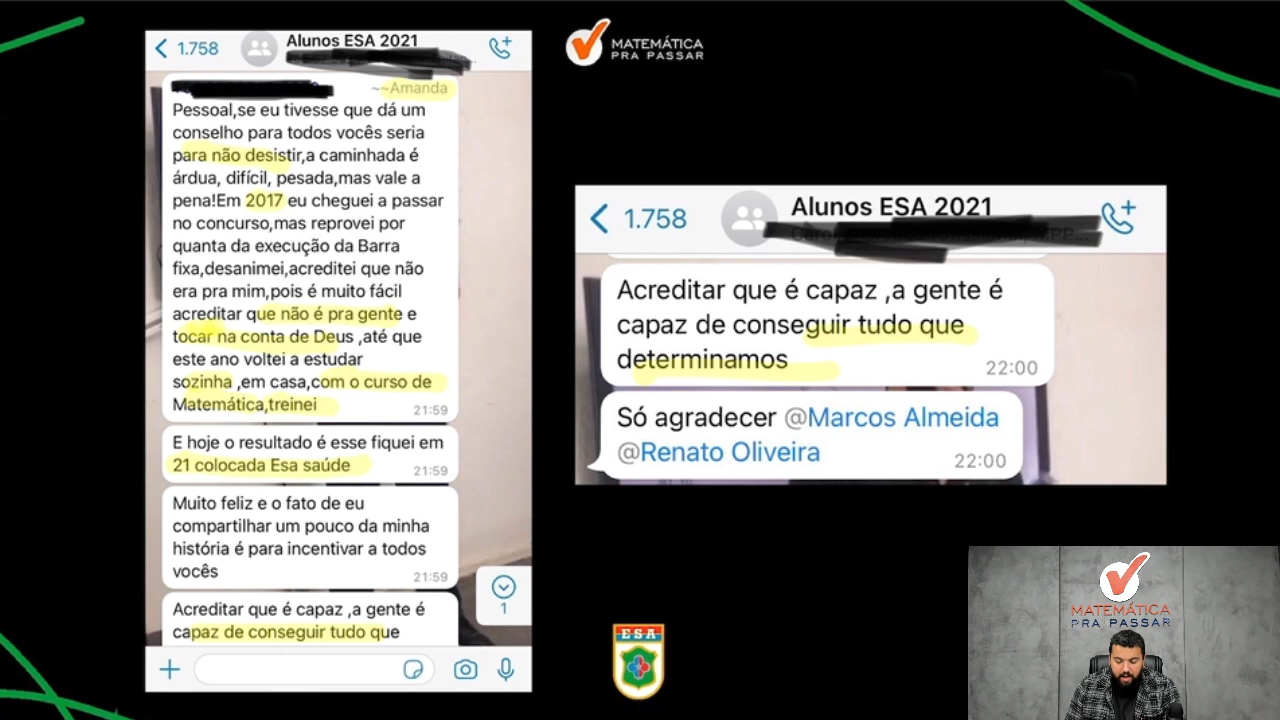 1.758
Alunos ESA 2021
~~Amanda
Pessoal,se eu tivesse que dá um
conselho para todos vocês seria
para não desistir,a caminhada é
árdua, difícil, pesada,mas vale a
pena!Em 2017 eu cheguei a passar
no concurso,mas reprovei por
quanta da execução da Barra
fixa,desanimei,acreditei que não
era pra mim,pois é muito fácil
acreditar que não é pra gente e
tocar na conta de Deus ,até que
este ano voltei a estudar
sozinha ,em casa,com o curso de
Matemática,treinei
21:59
E hoje o resultado é esse fiquei em
21 colocada Esa saúde
21:59
Muito feliz e o fato de eu
compartilhar um pouco da minha
história é para incentivar a todos
vocês
21:59
1
Acreditar que é capaz ,a gente é
capaz de conseguir tudo que
MATEMÁTICA
PRA PASSAR
1.758
Alunos ESA 2021
Acreditar que é capaz ,a gente é
capaz de conseguir tudo que
determinamos
22:00
Só agradecer @Marcos Almeida
@Renato Oliveira
22:00
ESA
MATEMÁTICA
PRA PASSAR